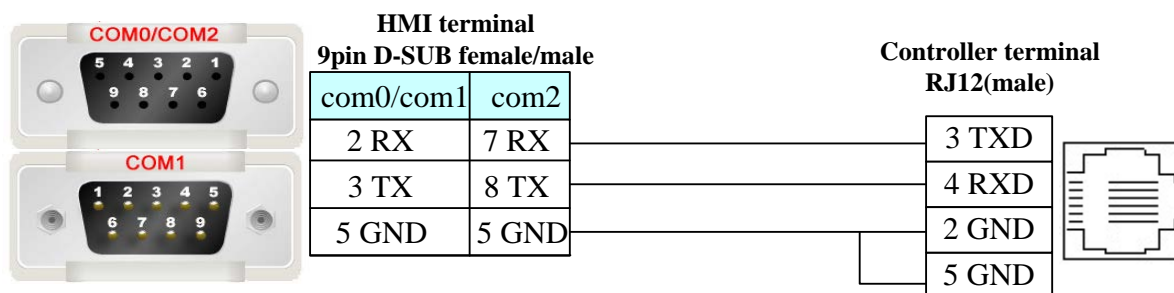 COM0/COM2
5 4 3 2 1
9 8 7 6
COM1
1 2 3 4 5
6 7 8 9
HMI terminal
9pin D-SUB female/male
com0/com1 com2
2 RX 7 RX
3 TX 8 TX
5 GND 5 GND
Controller terminal
RJ12(male)
3 TXD
4 RXD
2 GND
5 GND